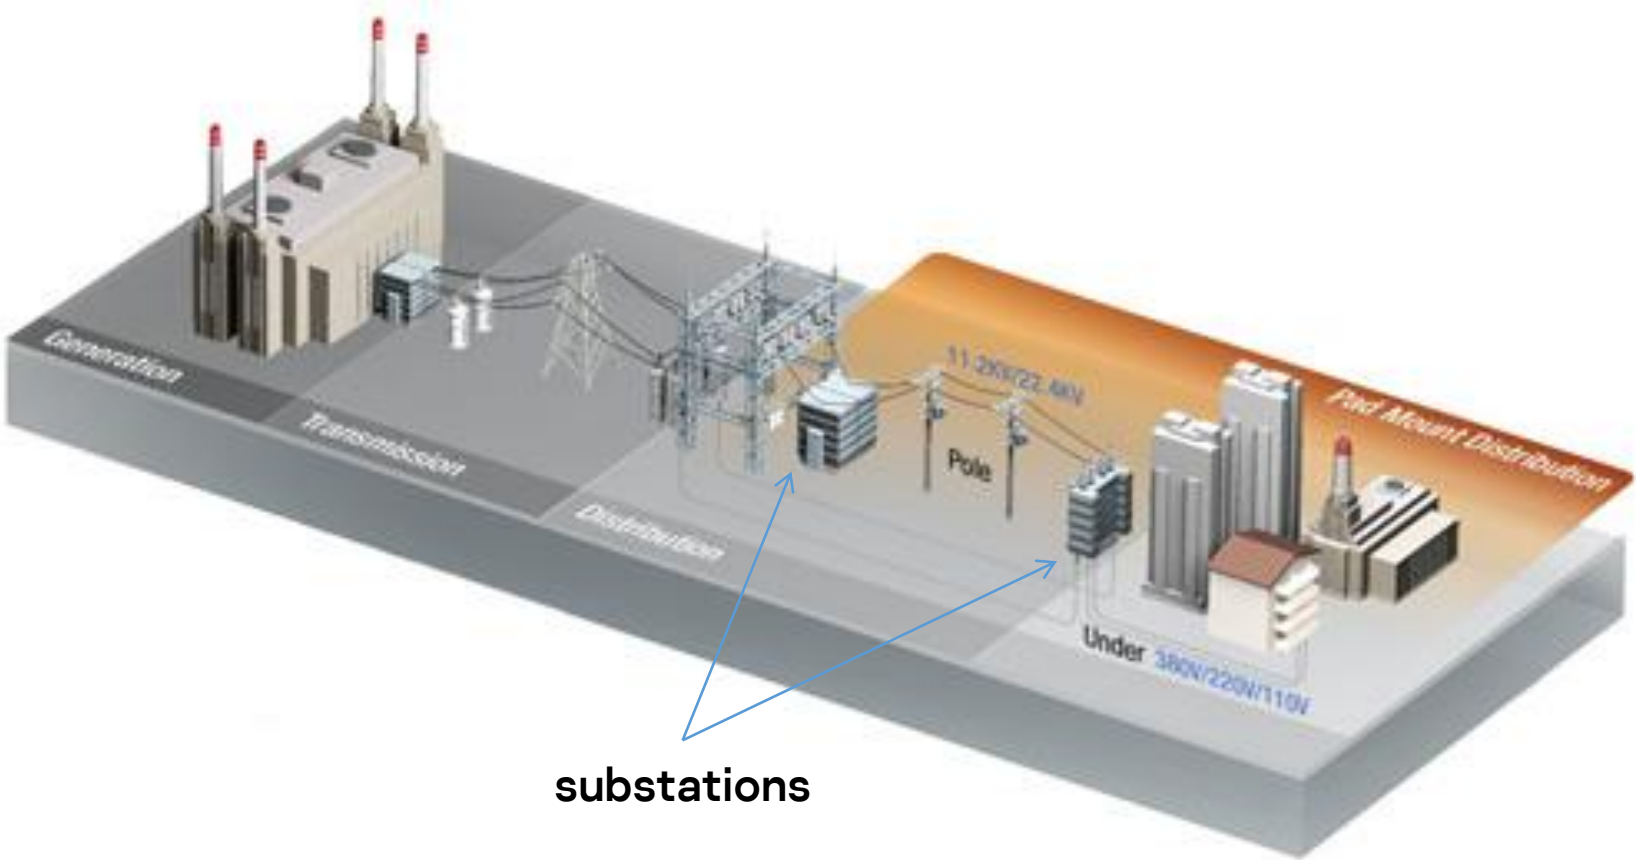 Generation
Transmission
Distribution
Pad Mount Distribution
11.2KV/22.4KV
Pole
Under 380V/220V/110V
substations